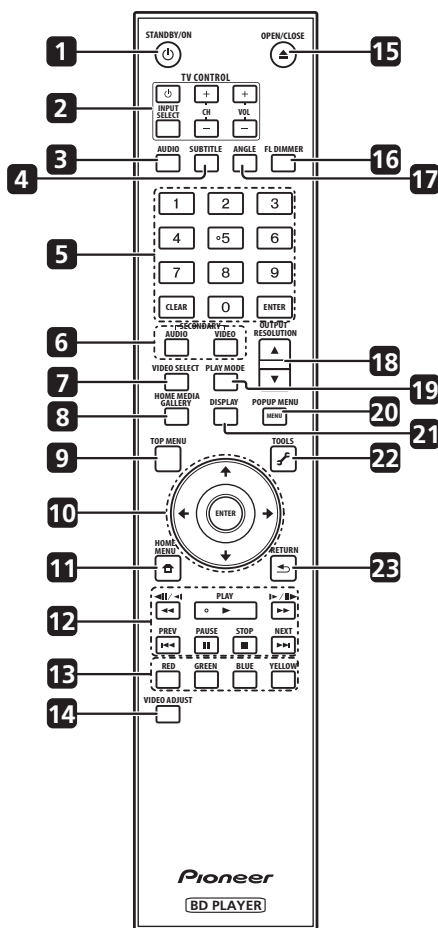 STANDBY/ON OPEN/CLOSE
1 15
TV CONTROL
2 INPUT SELECT + CH – + VOL –
3 AUDIO SUBTITLE ANGLE FL DIMMER 16
4 17
1 2 3
4 5 6
5
7 8 9
CLEAR 0 ENTER
SECONDARY OUTPUT RESOLUTION
6 AUDIO VIDEO 18
7 VIDEO SELECT PLAY MODE 19
8 HOME MEDIA GALLERY DISPLAY POPUP MENU MENU 20
21
9 TOP MENU TOOLS 22
10 ENTER
11 HOME MENU RETURN 23
12 PLAY
PREV PAUSE STOP NEXT
13 RED GREEN BLUE YELLOW
14 VIDEO ADJUST
Pioneer
BD PLAYER